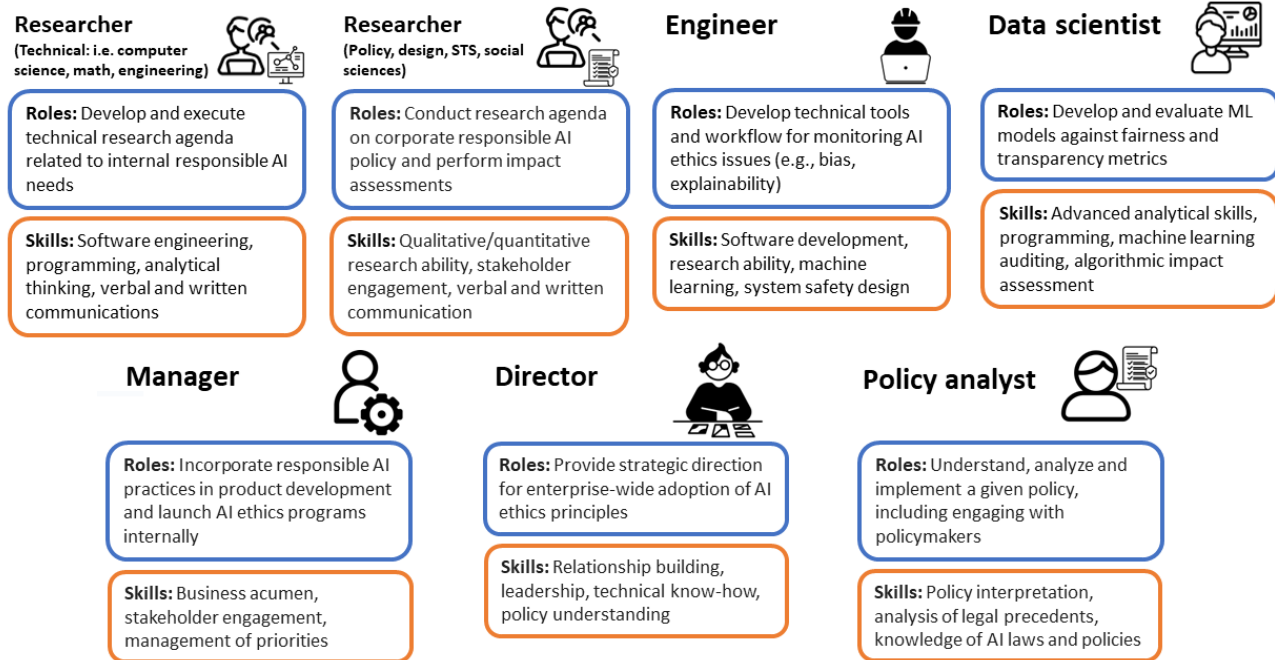 Researcher
(Technical: i.e. computer
science, math, engineering)
Roles: Develop and execute
technical research agenda
related to internal responsible AI
needs
Skills: Software engineering,
programming, analytical
thinking, verbal and written
communications
Researcher
(Policy, design, STS, social
sciences)
Roles: Conduct research agenda
on corporate responsible AI
policy and perform impact
assessments
Skills: Qualitative/quantitative
research ability, stakeholder
engagement, verbal and written
communication
Engineer
Roles: Develop technical tools
and workflow for monitoring AI
ethics issues (e.g., bias,
explainability)
Skills: Software development,
research ability, machine
learning, system safety design
Data scientist
Roles: Develop and evaluate ML
models against fairness and
transparency metrics
Skills: Advanced analytical skills,
programming, machine learning
auditing, algorithmic impact
assessment
Manager
Roles: Incorporate responsible AI
practices in product development
and launch AI ethics programs
internally
Skills: Business acumen,
stakeholder engagement,
management of priorities
Director
Roles: Provide strategic direction
for enterprise-wide adoption of AI
ethics principles
Skills: Relationship building,
leadership, technical know-how,
policy understanding
Policy analyst
Roles: Understand, analyze and
implement a given policy,
including engaging with
policymakers
Skills: Policy interpretation,
analysis of legal precedents,
knowledge of AI laws and policies